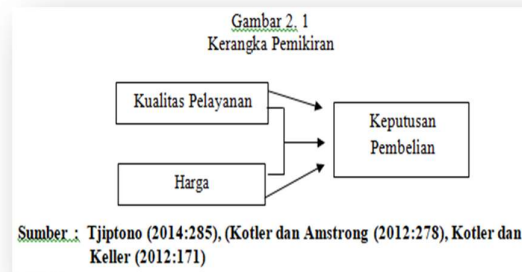 Gambar 2. 1
Kerangka Pemikiran
Kualitas Pelayanan
Keputusan
Pembelian
Harga
Sumber : Tjiptono (2014:285), (Kotler dan Amstrong (2012:278), Kotler dan
Keller (2012:171)